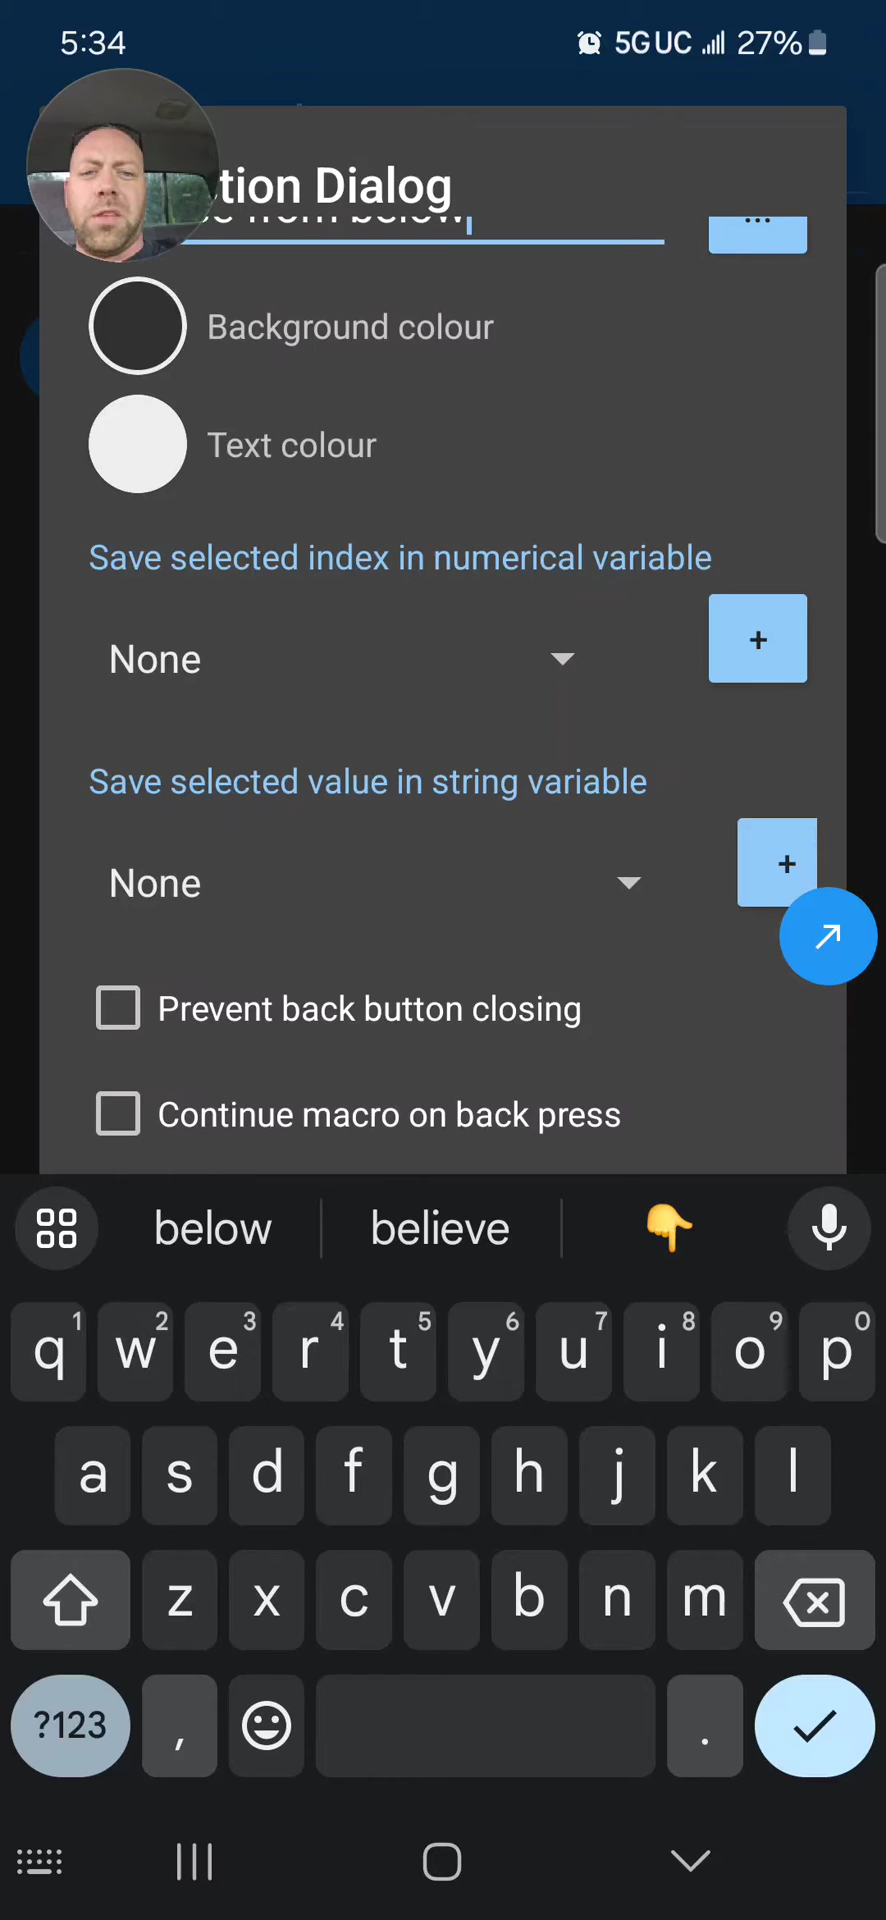 5:34
5G UC
27%
tion Dialog
from below
...
Background colour
Text colour
Save selected index in numerical variable
None
+
Save selected value in string variable
None
+
Prevent back button closing
Continue macro on back press
below believe
q1 w2 e3 r4 t5 y6 u7 i8 o9 p0
a s d f g h j k l
z x c v b n m
?123 , .